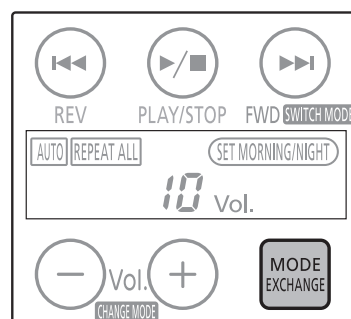 REV PLAY/STOP FWD SWITCH MODE
AUTO REPEAT ALL SET MORNING/NIGHT
10 Vol.
Vol.
CHANGE MODE
MODE
EXCHANGE